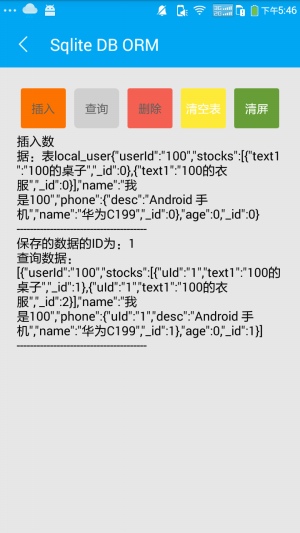 下午5:46
Sqlite DB ORM
插入 查询 删除 清空表 清屏
插入数
据：表local_user{"userId":"100","stocks":[{"text1
":"100的桌子","_id":0},{"text1":"100的衣
服","_id":0}],"name":"我
是100","phone":{"desc":"Android 手
机","name":"华为C199","_id":0},"age":0,"_id":0}
----------------------------------------
保存的数据的ID为：1
查询数据：
[{"userId":"100","stocks":[{"uId":"1","text1":"100的
桌子","_id":1},{"uId":"1","text1":"100的衣
服","_id":2}],"name":"我
是100","phone":{"uId":"1","desc":"Android 手
机","name":"华为C199","_id":1},"age":0,"_id":1}]
----------------------------------------